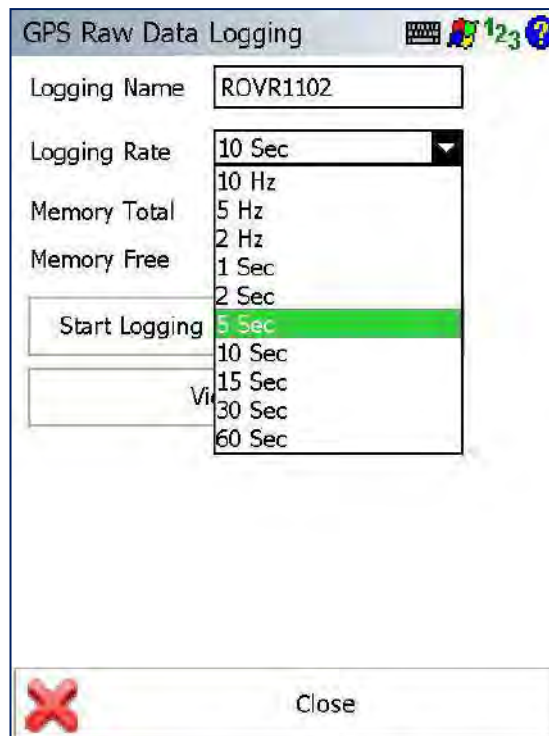 GPS Raw Data Logging 123 ?
Logging Name ROVR1102
Logging Rate 10 Sec
10 Hz
Memory Total 5 Hz
2 Hz
Memory Free 1 Sec
2 Sec
Start Logging 5 Sec
10 Sec
15 Sec
Vi 30 Sec
60 Sec
Close